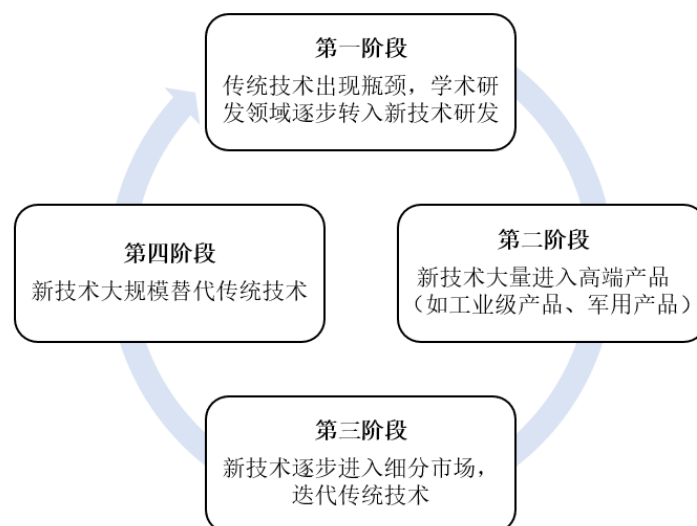 第一阶段
传统技术出现瓶颈，学术研
发领域逐步转入新技术研发
第二阶段
新技术大量进入高端产品
（如工业级产品、军用产品）
第三阶段
新技术逐步进入细分市场，
迭代传统技术
第四阶段
新技术大规模替代传统技术